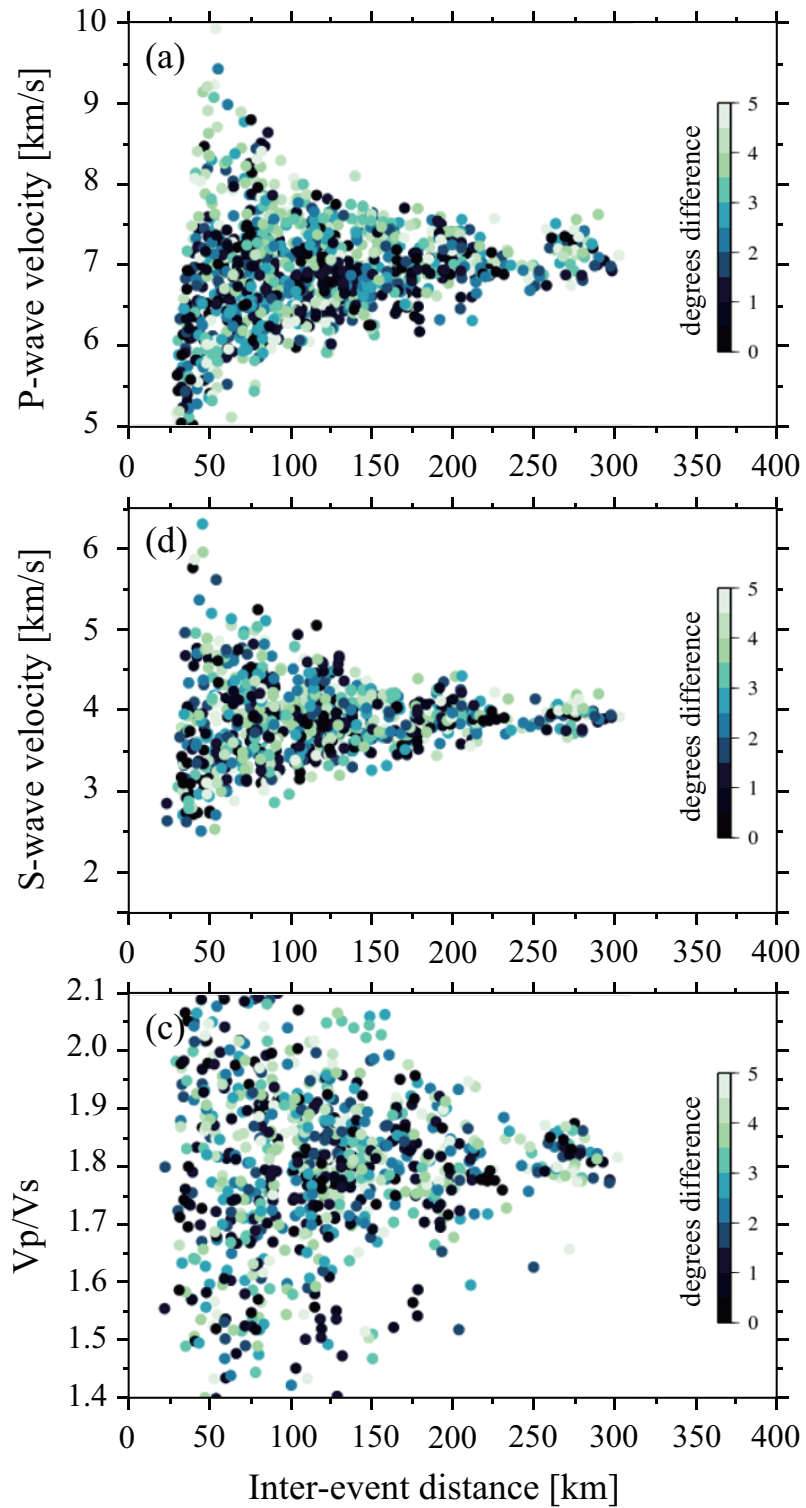 10
9
8
7
6
5
P-wave velocity [km/s]
(a)
degrees difference
5
4
3
2
1
0
0 50 100 150 200 250 300 350 400
6
5
4
3
2
S-wave velocity [km/s]
(d)
degrees difference
5
4
3
2
1
0
0 50 100 150 200 250 300 350 400
2.1
2.0
1.9
1.8
1.7
1.6
1.5
1.4
Vp/Vs
(c)
degrees difference
5
4
3
2
1
0
0 50 100 150 200 250 300 350 400
Inter-event distance [km]